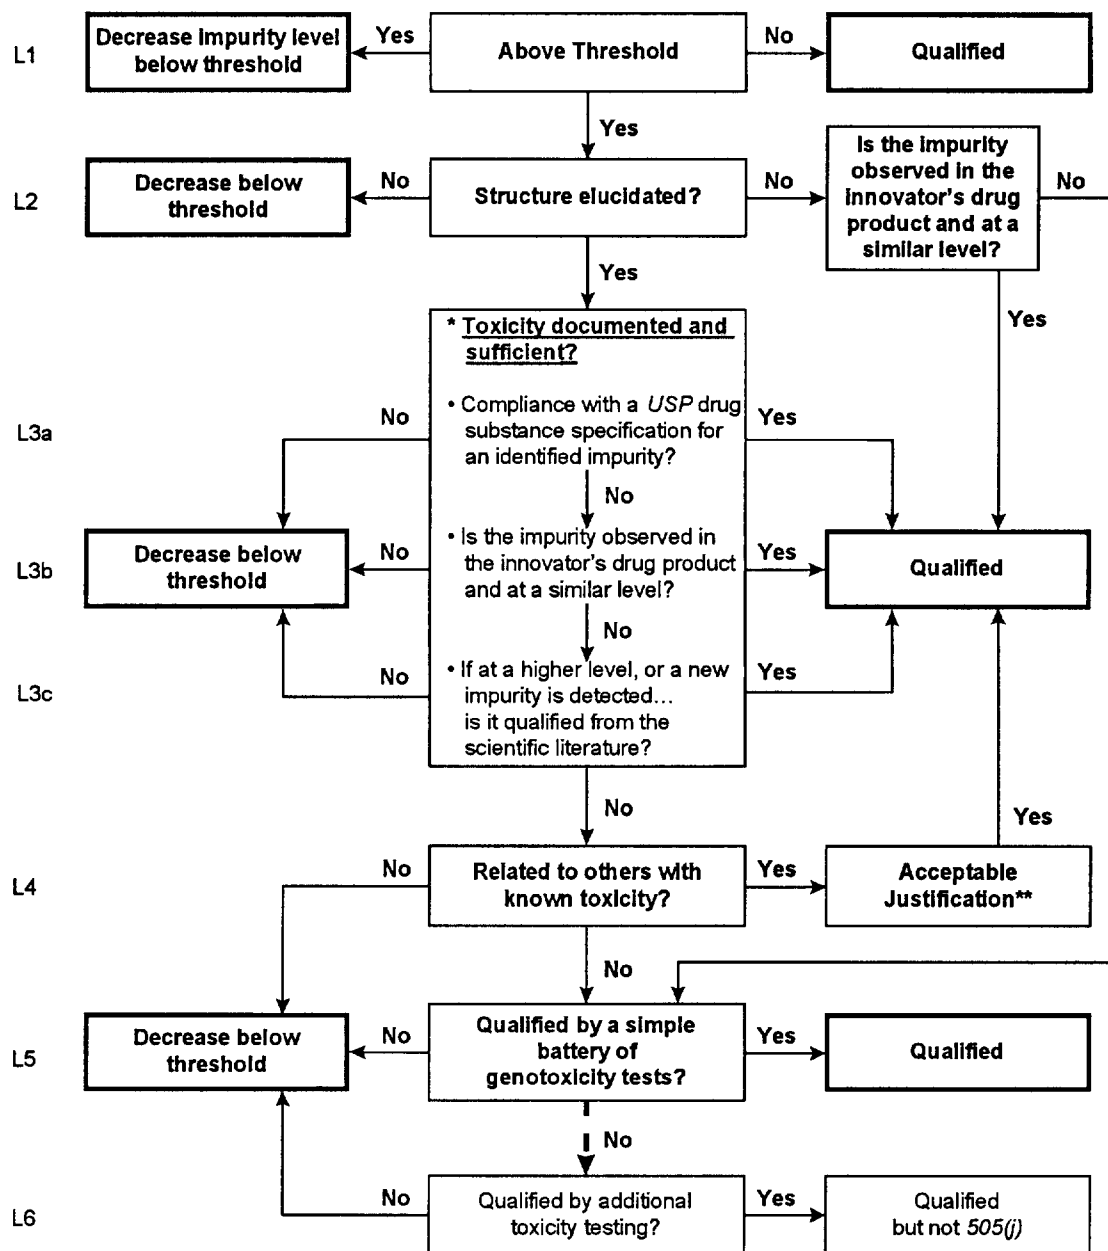 L1
Decrease impurity level
below threshold
Yes
Above Threshold
No
Qualified
Yes
L2
Decrease below
threshold
No
Structure elucidated?
No
Is the impurity
observed in the
innovator's drug
product and at a
similar level?
No
Yes
Yes
* Toxicity documented and
sufficient?
L3a
No
• Compliance with a USP drug
substance specification for
an identified impurity?
Yes
No
L3b
Decrease below
threshold
No
• Is the impurity observed in
the innovator's drug product
and at a similar level?
Yes
Qualified
No
L3c
No
• If at a higher level, or a new
impurity is detected...
is it qualified from the
scientific literature?
Yes
No
Yes
L4
No
Related to others with
known toxicity?
Yes
Acceptable
Justification**
No
L5
Decrease below
threshold
No
Qualified by a simple
battery of
genotoxicity tests?
Yes
Qualified
No
L6
No
Qualified by additional
toxicity testing?
Yes
Qualified
but not 505(j)